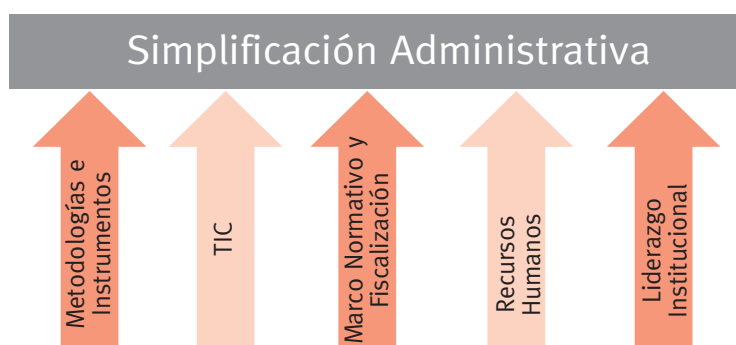 Simplificación Administrativa
Metodologías e
Instrumentos
TIC
Marco Normativo y
Fiscalización
Recursos
Humanos
Liderazgo
Institucional